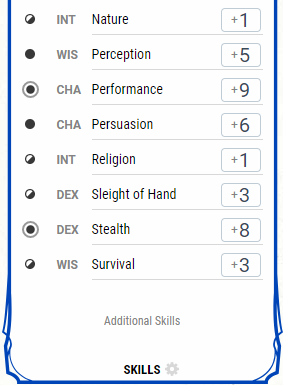 INT Nature +1
WIS Perception +5
CHA Performance +9
CHA Persuasion +6
INT Religion +1
DEX Sleight of Hand +3
DEX Stealth +8
WIS Survival +3
Additional Skills
SKILLS